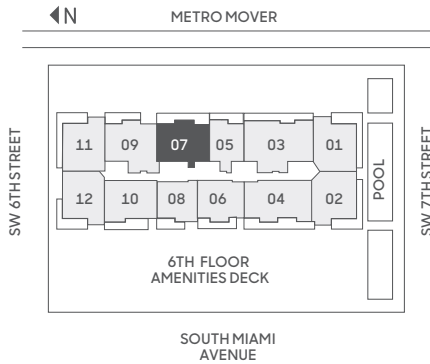 N
METRO MOVER
SW 6TH STREET
11
09
07
05
03
01
12
10
08
06
04
02
POOL
SW 7TH STREET
6TH FLOOR
AMENITIES DECK
SOUTH MIAMI
AVENUE